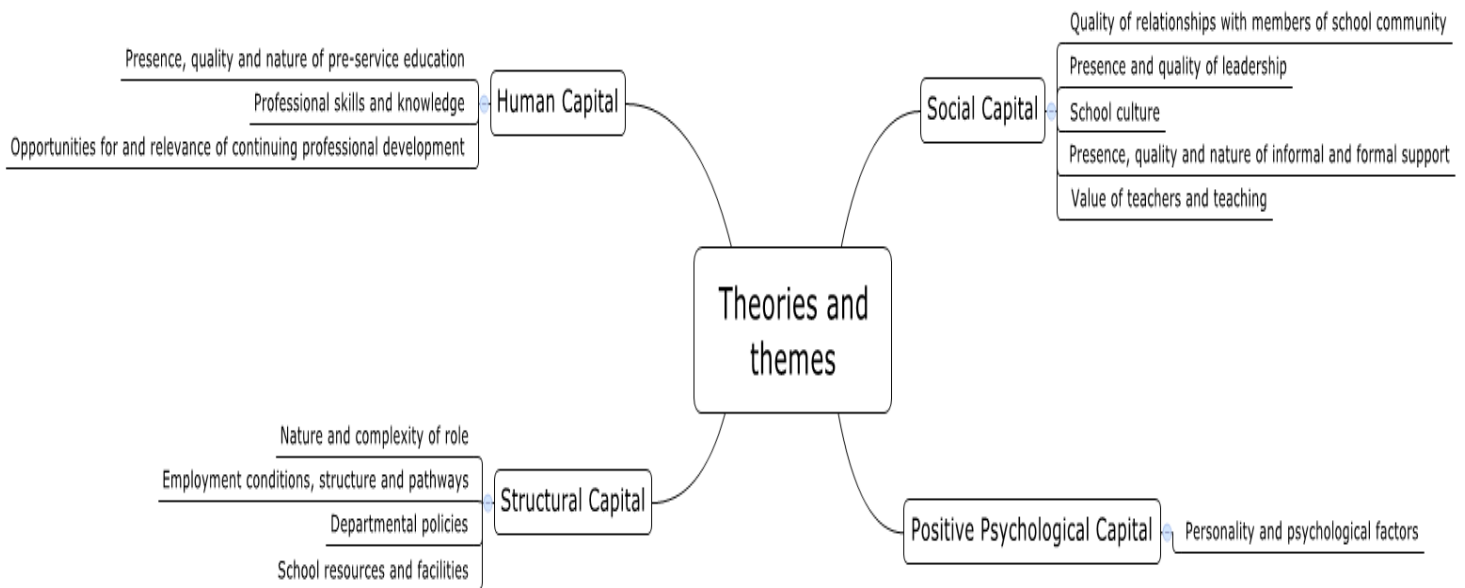 Theories and
themes
Human Capital
Presence, quality and nature of pre-service education
Professional skills and knowledge
Opportunities for and relevance of continuing professional development
Social Capital
Quality of relationships with members of school community
Presence and quality of leadership
School culture
Presence, quality and nature of informal and formal support
Value of teachers and teaching
Structural Capital
Nature and complexity of role
Employment conditions, structure and pathways
Departmental policies
School resources and facilities
Positive Psychological Capital
Personality and psychological factors